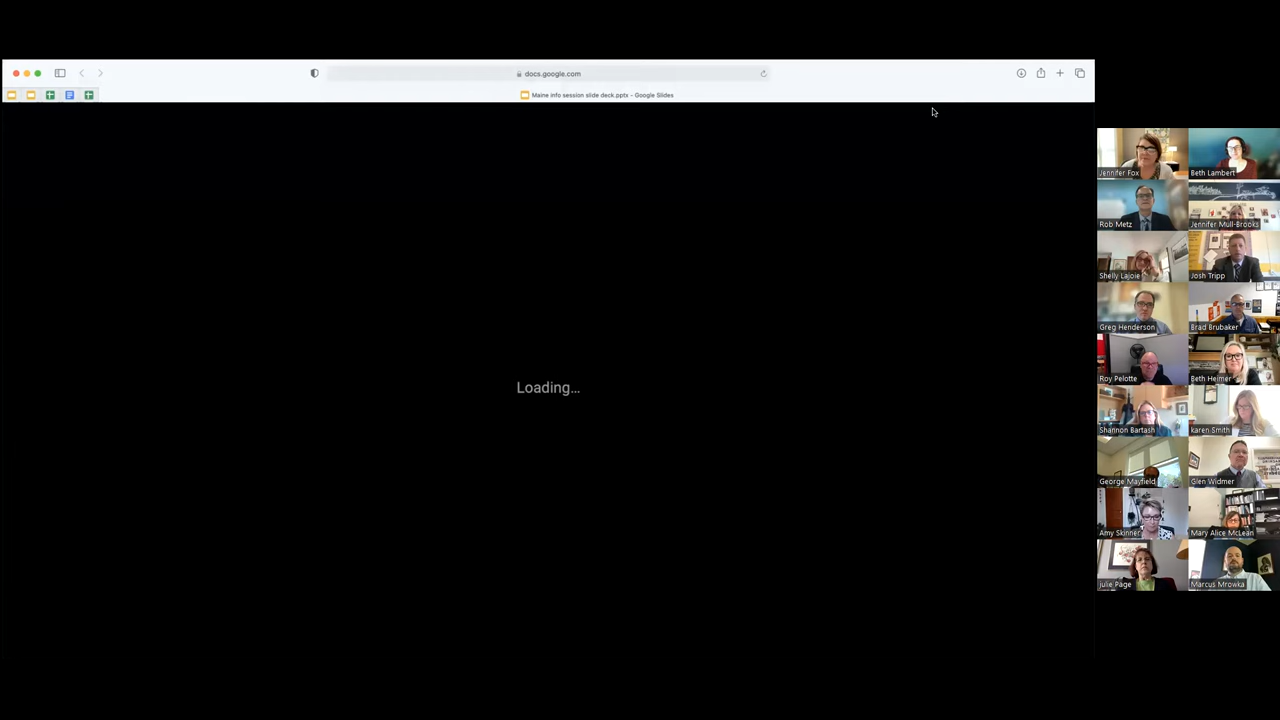 docs.google.com
Maine info session slide deck.ppts - Google Slides
Loading...
Jennifer Fox
Beth Lambert
Rob Metz
Jennifer Mull-Brooks
Shelly Lajoie
Josh Tripp
Greg Henderson
Brad Brubaker
Roy Pelotte
Beth Heimer
Shannon Bartash
karen Smith
George Mayfield
Glen Widmer
Amy Skinner
Mary Alice McLean
julie Page
Marcus Mrowka